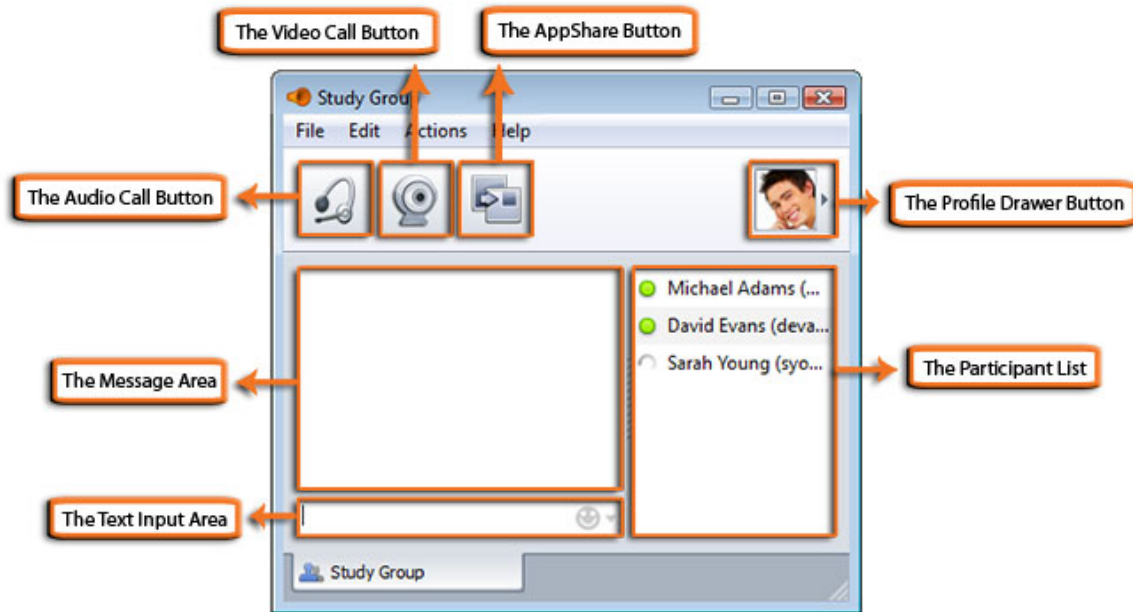 The Video Call Button
The AppShare Button
Study Group
File Edit Actions Help
The Audio Call Button
The Profile Drawer Button
Michael Adams (...
David Evans (deva...
Sarah Young (syo...
The Message Area
The Participant List
The Text Input Area
Study Group